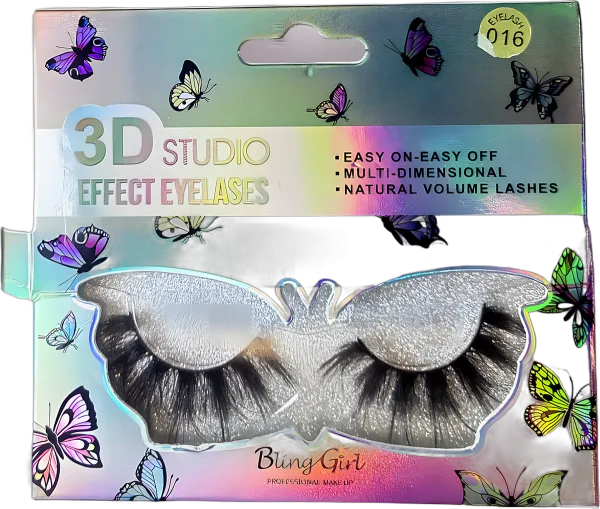 EYELASH
016
3D STUDIO
EFFECT EYELASES
▪ EASY ON-EASY OFF
▪ MULTI-DIMENSIONAL
▪ NATURAL VOLUME LASHES
Bling Girl
PROFESSIONAL MAKE UP